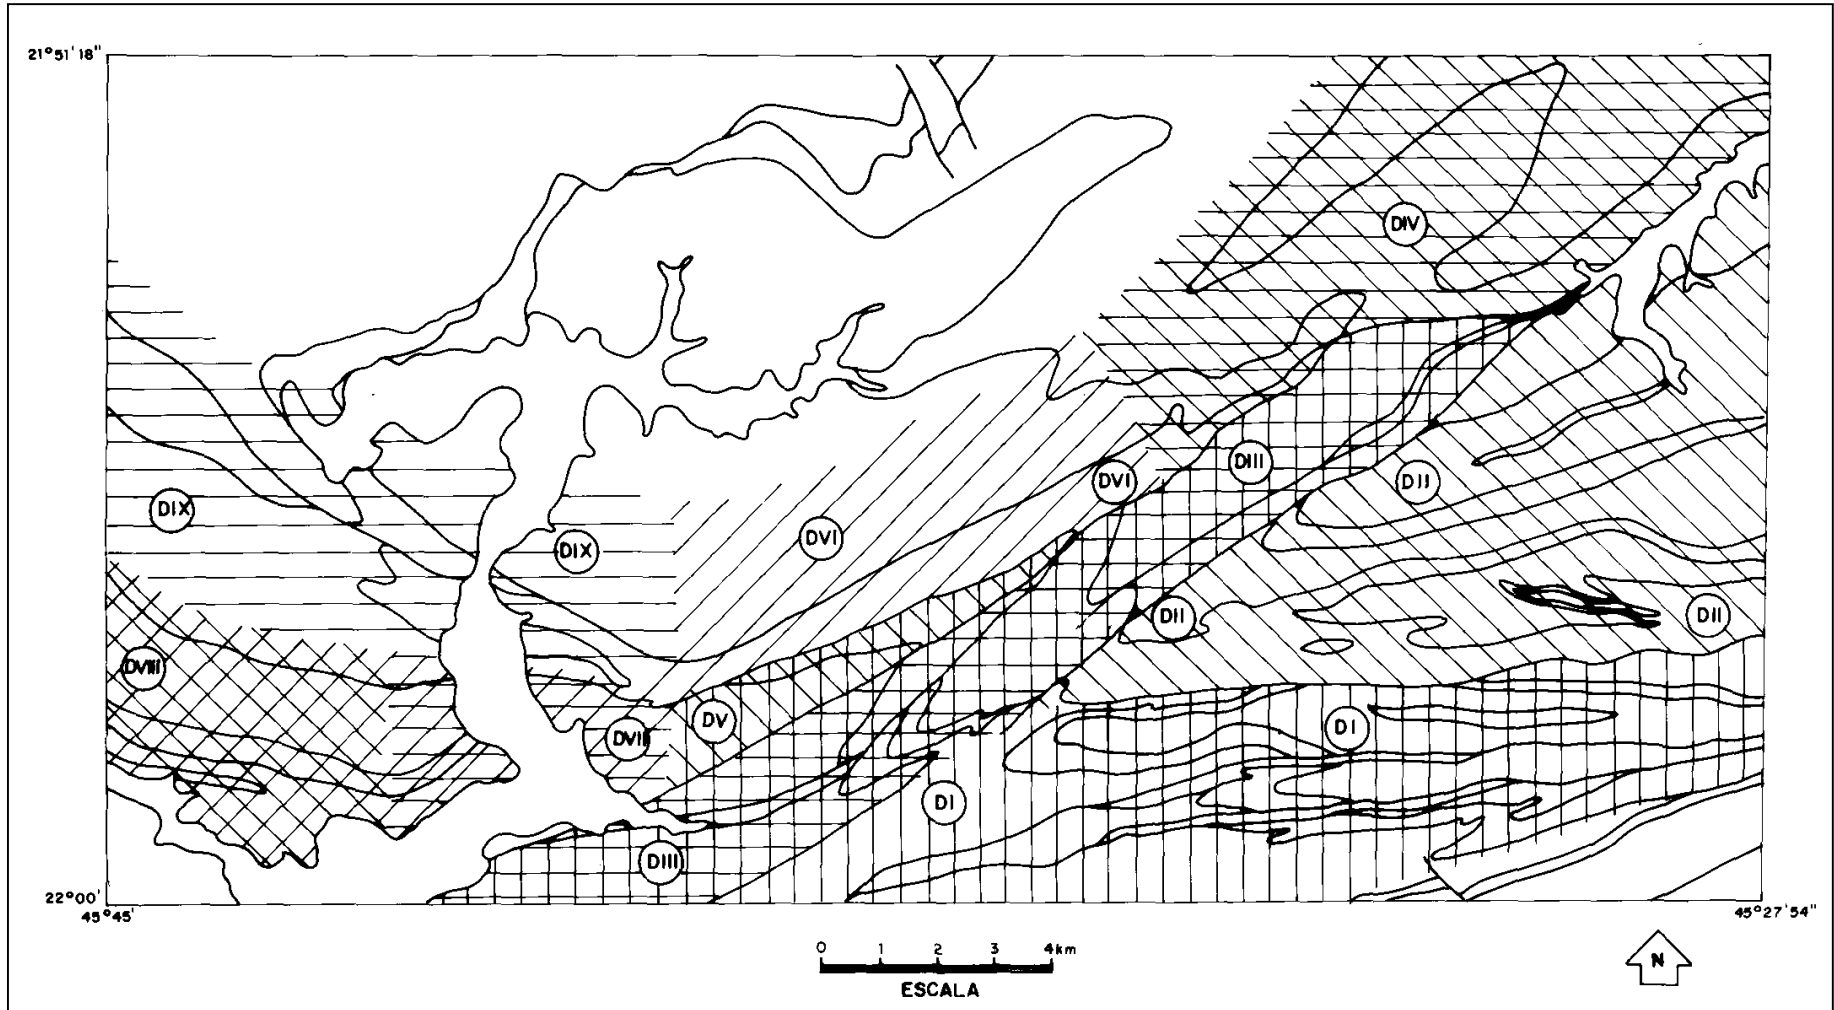 21°51'18"
DIV
DVI
DIII
DII
DIX
DIX
DVI
DII
DII
DVIII
DV
DVII
DI
DI
DIII
22°00'
45°45'
45°27'54"
0 1 2 3 4km
ESCALA
N